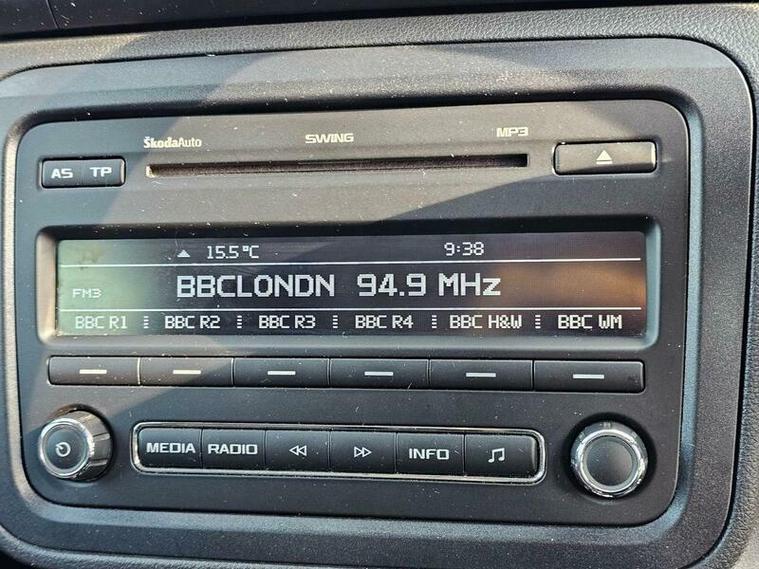 ŠkodaAuto SWING MP3
AS TP
15.5°C 9:38
FM3 BBCLONDN 94.9 MHz
BBC R1 BBC R2 BBC R3 BBC R4 BBC H&W BBC WM
MEDIA RADIO INFO